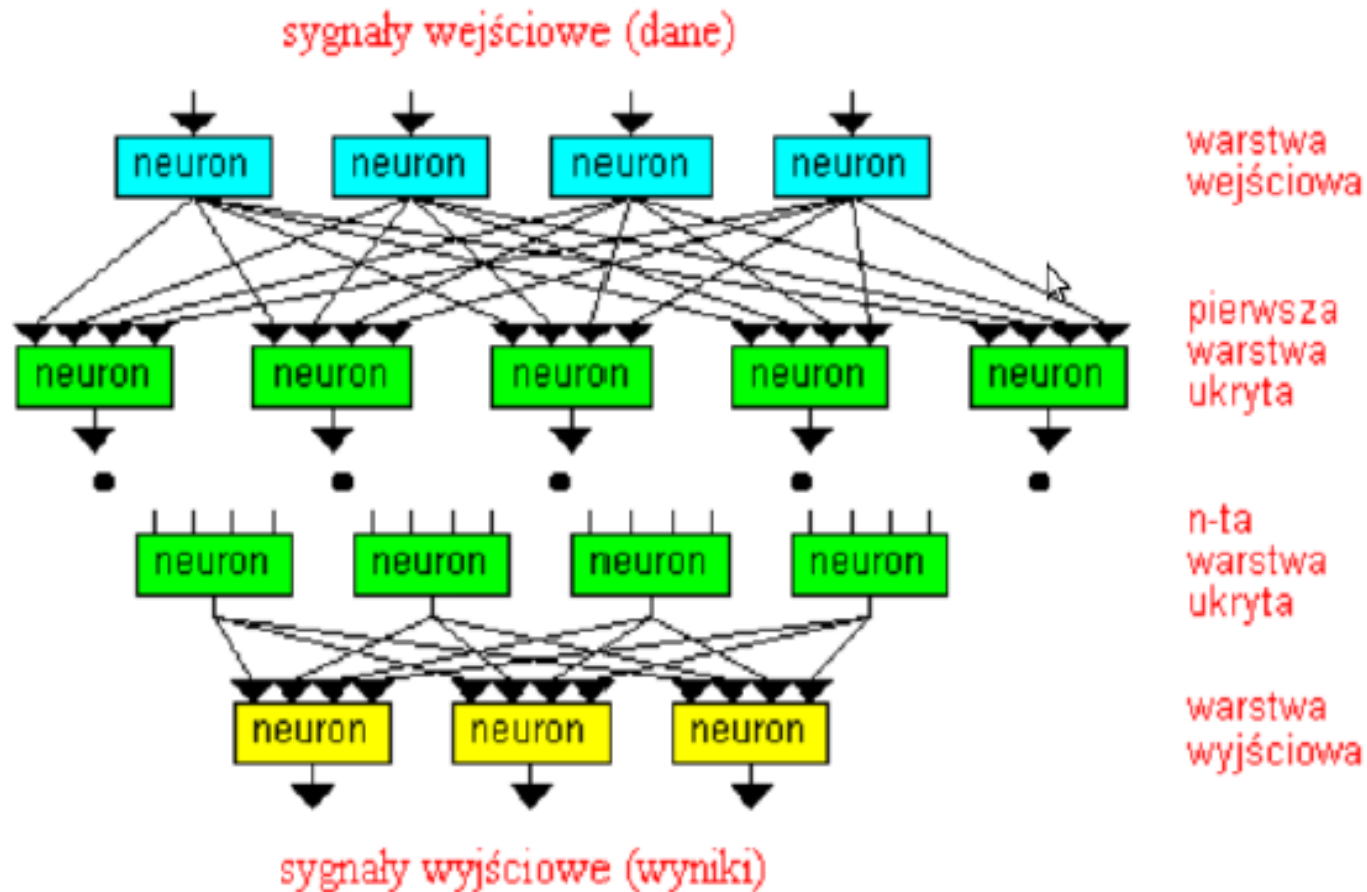 sygnały wejściowe (dane)
neuron neuron neuron neuron
warstwa
wejściowa
neuron neuron neuron neuron neuron
pierwsza
warstwa
ukryta
neuron neuron neuron neuron
n-ta
warstwa
ukryta
neuron neuron neuron
warstwa
wyjściowa
sygnały wyjściowe (wyniki)